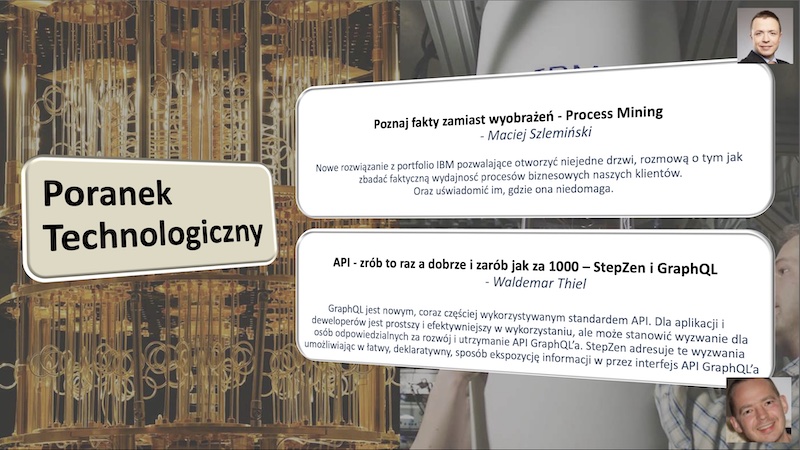 IBM
Poranek
Technologiczny
Poznaj fakty zamiast wyobrażeń - Process Mining
- Maciej Szlemiński
Nowe rozwiązanie z portfolio IBM pozwalające otworzyć niejedne drzwi, rozmową o tym jak
zbadać faktyczną wydajność procesów biznesowych naszych klientów.
Oraz uświadomić im, gdzie ona niedomaga.
API - zrób to raz a dobrze i zarób jak za 1000 – StepZen i GraphQL
- Waldemar Thiel
GraphQL jest nowym, coraz częściej wykorzystywanym standardem API. Dla aplikacji i
deweloperów jest prostszy i efektywniejszy w wykorzystaniu, ale może stanowić wyzwanie dla
osób odpowiedzialnych za rozwój i utrzymanie API GraphQL’a. StepZen adresuje te wyzwania
umożliwiając w łatwy, deklaratywny, sposób ekspozycję informacji w przez interfejs API GraphQL’a